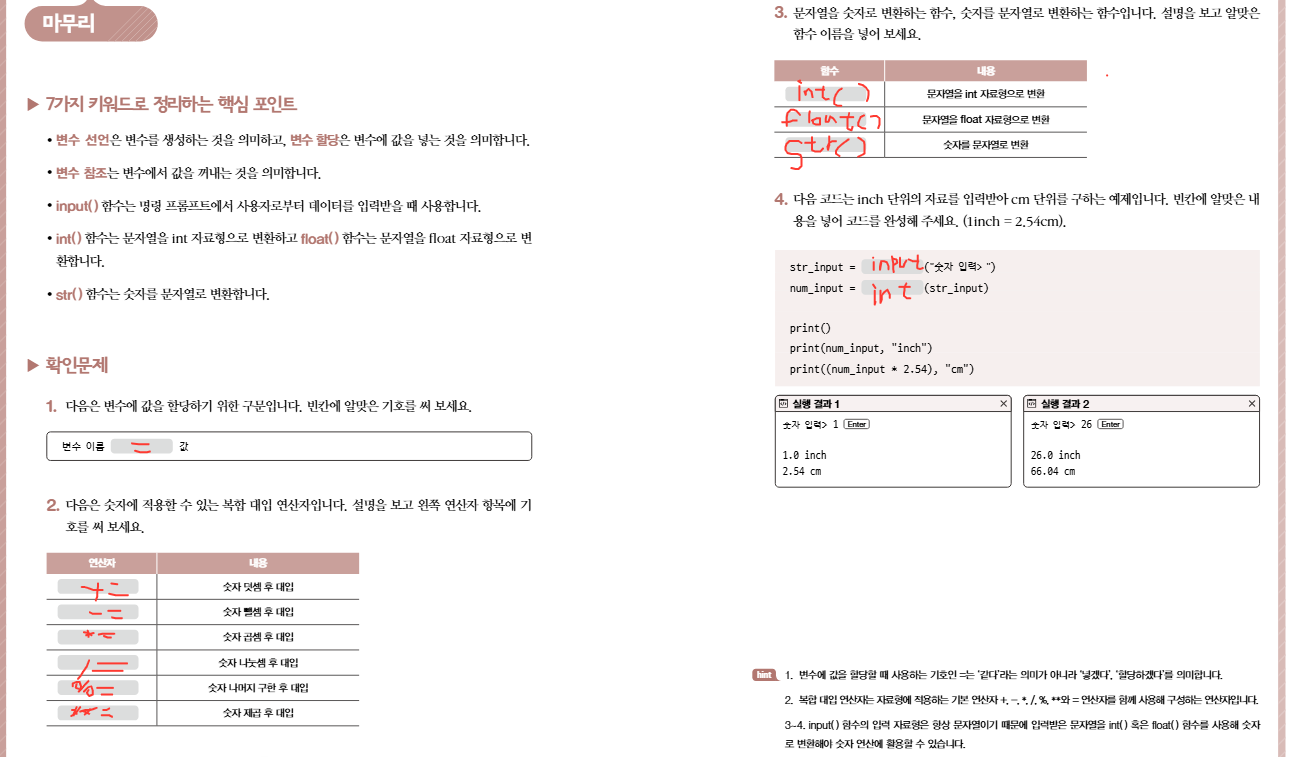 마무리
▶ 7가지 키워드로 정리하는 핵심 포인트
• 변수 선언은 변수를 생성하는 것을 의미하고, 변수 할당은 변수에 값을 넣는 것을 의미합니다.
• 변수 참조는 변수에서 값을 꺼내는 것을 의미합니다.
• input() 함수는 명령 프롬프트에서 사용자로부터 데이터를 입력받을 때 사용합니다.
• int() 함수는 문자열을 int 자료형으로 변환하고 float() 함수는 문자열을 float 자료형으로 변
환합니다.
• str() 함수는 숫자를 문자열로 변환합니다.
▶ 확인문제
1. 다음은 변수에 값을 할당하기 위한 구문입니다. 빈칸에 알맞은 기호를 써 보세요.
변수 이름 = 값
2. 다음은 숫자에 적용할 수 있는 복합 대입 연산자입니다. 설명을 보고 왼쪽 연산자 항목에 기
호를 써 보세요.
연산자 내용
+= 숫자 덧셈 후 대입
-= 숫자 뺄셈 후 대입
*= 숫자 곱셈 후 대입
/= 숫자 나눗셈 후 대입
%= 숫자 나머지 구한 후 대입
**= 숫자 제곱 후 대입
3. 문자열을 숫자로 변환하는 함수, 숫자를 문자열로 변환하는 함수입니다. 설명을 보고 알맞은
함수 이름을 넣어 보세요.
함수 내용
int() 문자열을 int 자료형으로 변환
float() 문자열을 float 자료형으로 변환
str() 숫자를 문자열로 변환
4. 다음 코드는 inch 단위의 자료를 입력받아 cm 단위를 구하는 예제입니다. 빈칸에 알맞은 내
용을 넣어 코드를 완성해 주세요. (1inch = 2.54cm).
str_input = input("숫자 입력> ")
num_input = int(str_input)
print()
print(num_input, "inch")
print((num_input * 2.54), "cm")
실행 결과 1 ×
숫자 입력> 1 Enter
1.0 inch
2.54 cm
실행 결과 2 ×
숫자 입력> 26 Enter
26.0 inch
66.04 cm
hint 1. 변수에 값을 할당할 때 사용하는 기호인 =는 '같다'라는 의미가 아니라 '넣겠다', '할당하겠다'를 의미합니다.
2. 복합 대입 연산자는 자료형에 적용하는 기본 연산자 +, -, *, /, %, **와 = 연산자를 함께 사용해 구성하는 연산자입니다.
3~4. input() 함수의 입력 자료형은 항상 문자열이기 때문에 입력받은 문자열을 int() 혹은 float() 함수를 사용해 숫자
로 변환해야 숫자 연산에 활용할 수 있습니다.